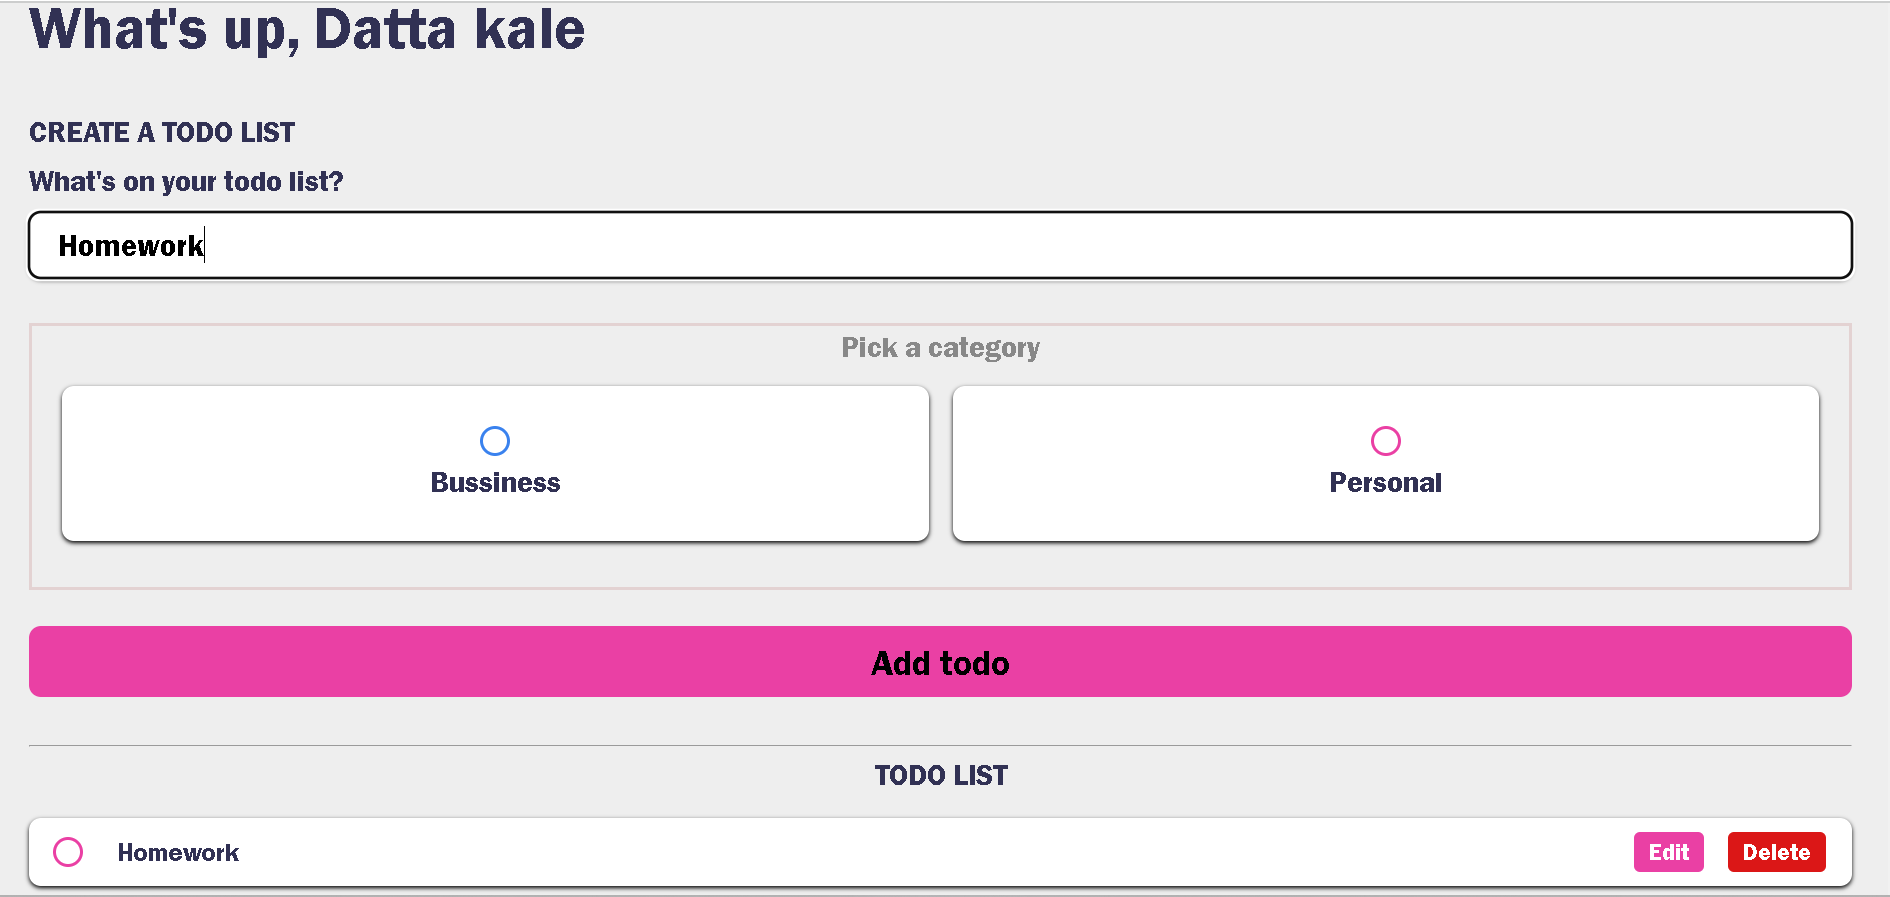 What's up, Datta kale
CREATE A TODO LIST
What's on your todo list?
Homework
Pick a category
Bussiness
Personal
Add todo
TODO LIST
Homework
Edit
Delete